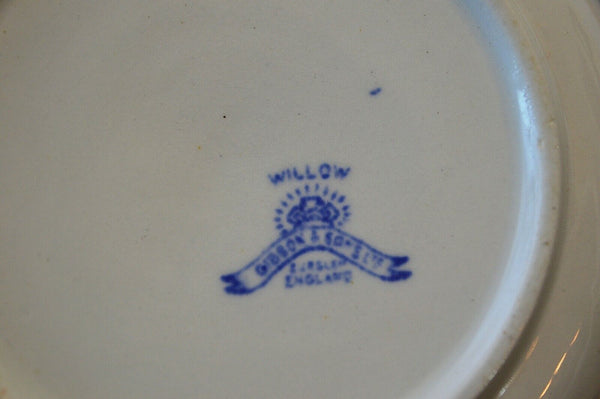 WILLOW
GIBSON & SONS LTD
BURSLEM
ENGLAND